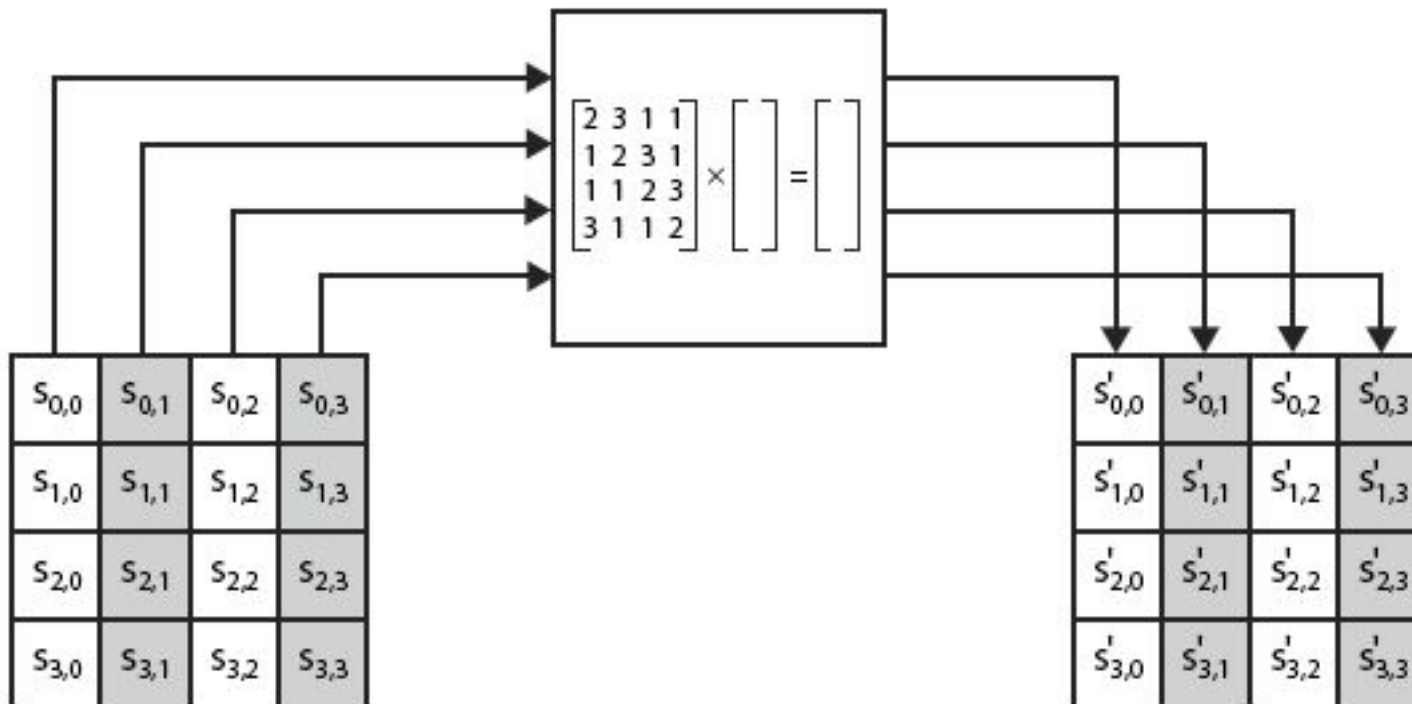 2 3 1 1
1 2 3 1
1 1 2 3
3 1 1 2
× =
S0,0 S0,1 S0,2 S0,3
S1,0 S1,1 S1,2 S1,3
S2,0 S2,1 S2,2 S2,3
S3,0 S3,1 S3,2 S3,3
S'0,0 S'0,1 S'0,2 S'0,3
S'1,0 S'1,1 S'1,2 S'1,3
S'2,0 S'2,1 S'2,2 S'2,3
S'3,0 S'3,1 S'3,2 S'3,3